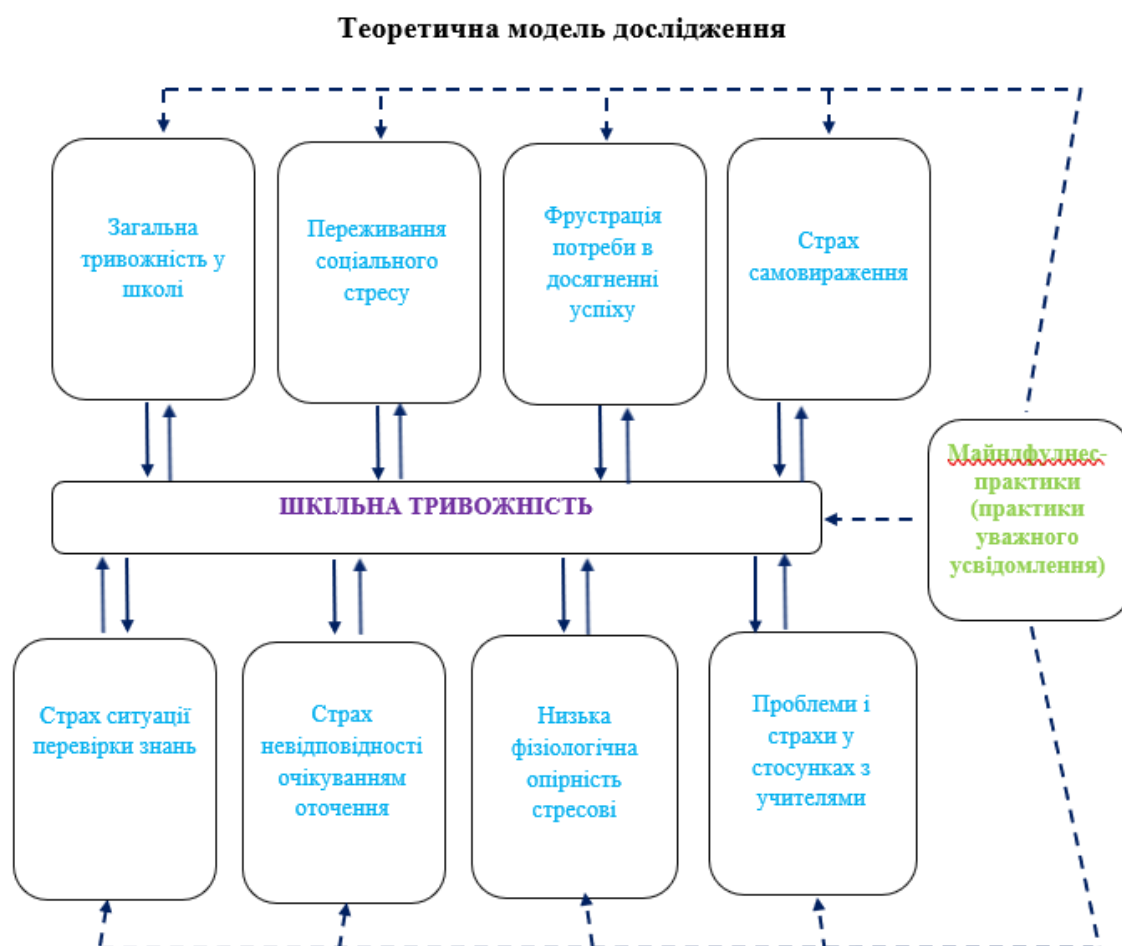 Теоретична модель дослідження
Загальна
тривожність у
школі
Переживання
соціального
стресу
Фрустрація
потреби в
досягненні
успіху
Страх
самовираження
Майндфулнес-
практики
(практики
уважного
усвідомлення)
ШКІЛЬНА ТРИВОЖНІСТЬ
Страх ситуації
перевірки знань
Страх
невідповідності
очікуванням
оточення
Низька
фізіологічна
опірність
стресові
Проблеми і
страхи у
стосунках з
учителями